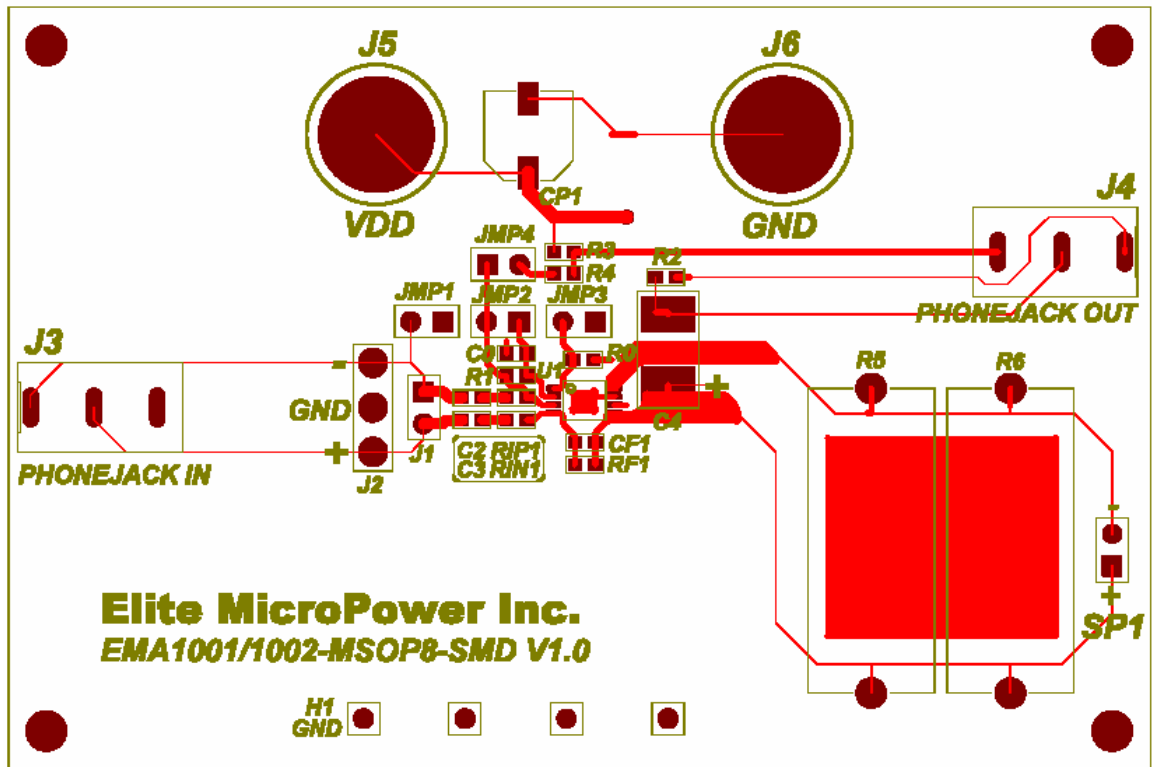 J5
J6
CP1
VDD
GND
J4
JMP4
R3
R2
R4
JMP1
JMP2
JMP3
PHONEJACK OUT
J3
-
C0
U1
R0
R5
R6
R1
GND
+
C4
+
J1
C2 RIP1
CF1
PHONEJACK IN
J2
C3 RIN1
RF1
-
+
SP1
Elite MicroPower Inc.
EMA1001/1002-MSOP8-SMD V1.0
H1
GND